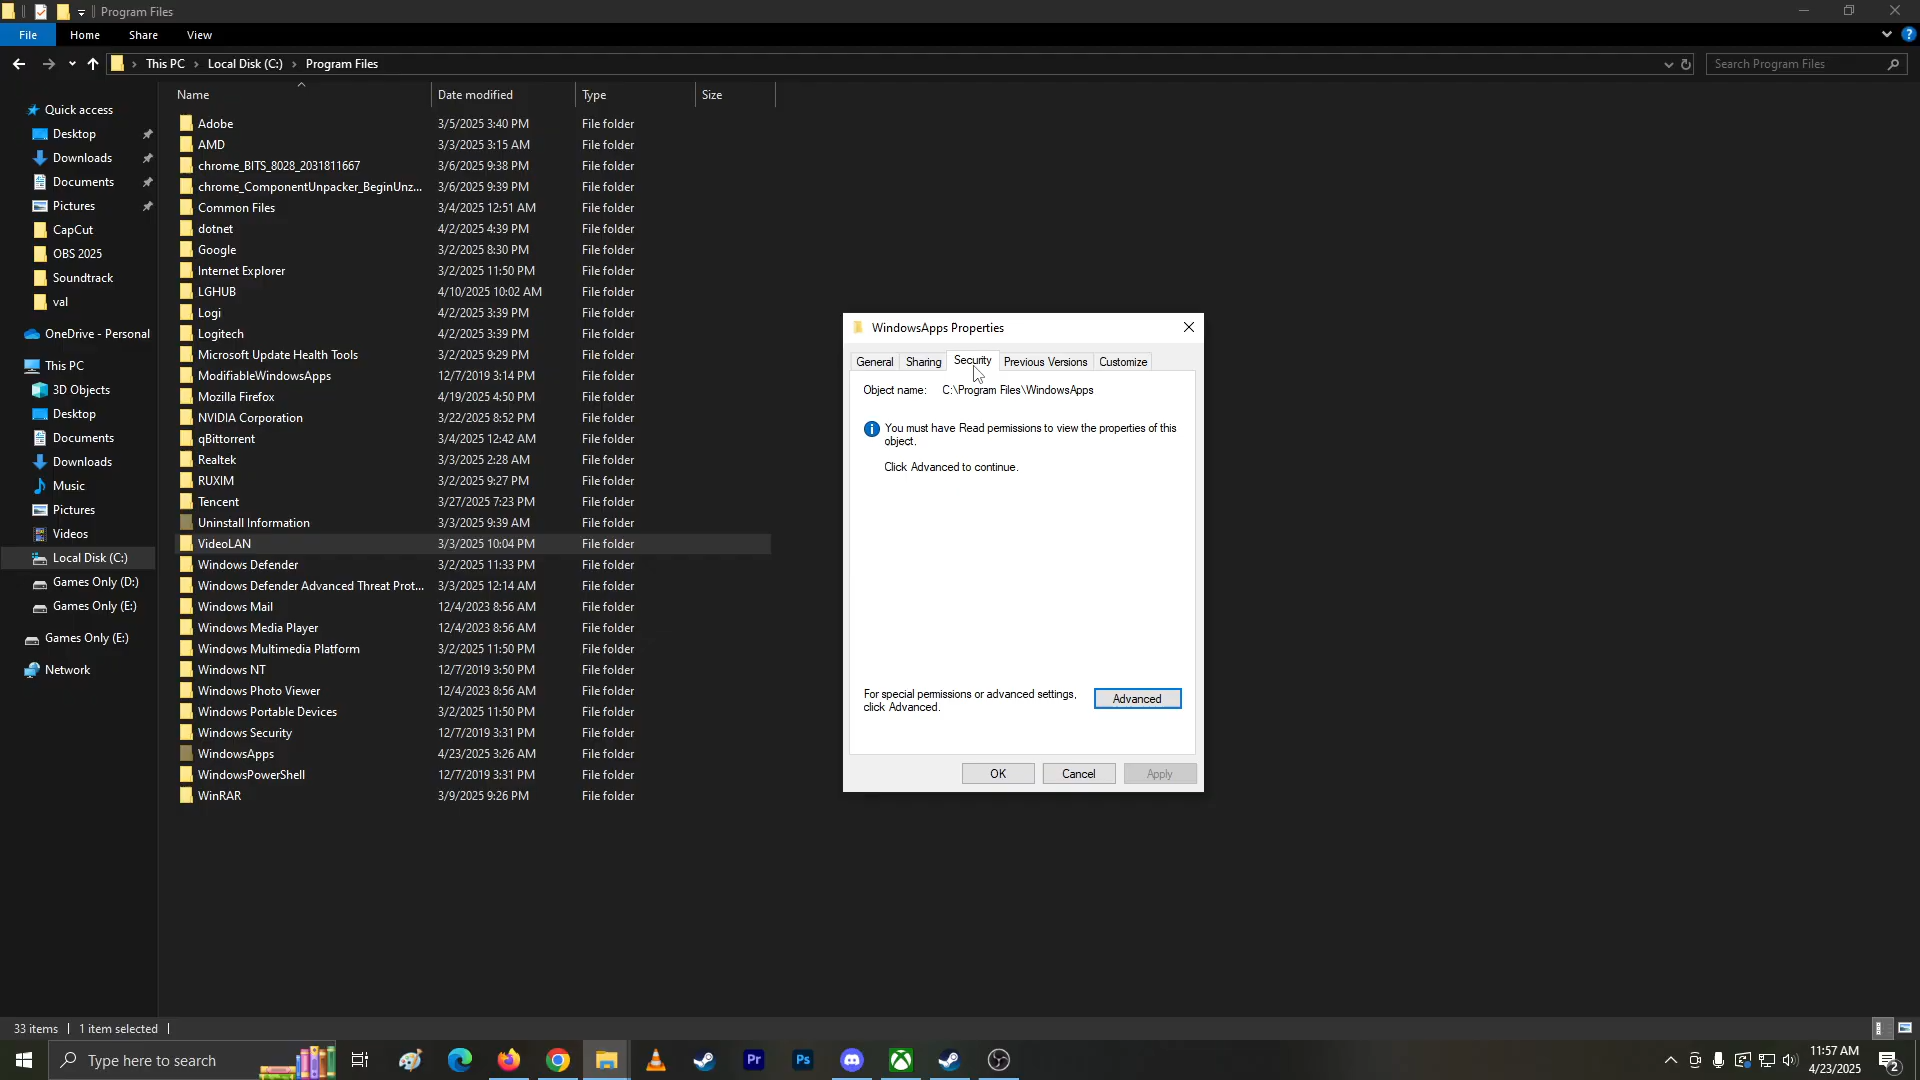 Program Files
File Home Share View
This PC Local Disk (C:) Program Files
Search Program Files
Name Date modified Type Size
Quick access
Desktop
Downloads
Documents
Pictures
CapCut
OBS 2025
Soundtrack
val
OneDrive - Personal
This PC
3D Objects
Desktop
Documents
Downloads
Music
Pictures
Videos
Local Disk (C:)
Games Only (D:)
Games Only (E:)
Games Only (E:)
Network
Adobe 3/5/2025 3:40 PM File folder
AMD 3/3/2025 3:15 AM File folder
chrome_BITS_8028_2031811667 3/6/2025 9:38 PM File folder
chrome_ComponentUnpacker_BeginUnz... 3/6/2025 9:39 PM File folder
Common Files 3/4/2025 12:51 AM File folder
dotnet 4/2/2025 4:39 PM File folder
Google 3/2/2025 8:30 PM File folder
Internet Explorer 3/2/2025 11:50 PM File folder
LGHUB 4/10/2025 10:02 AM File folder
Logi 4/2/2025 3:39 PM File folder
Logitech 4/2/2025 3:39 PM File folder
Microsoft Update Health Tools 3/2/2025 9:29 PM File folder
ModifiableWindowsApps 12/7/2019 3:14 PM File folder
Mozilla Firefox 4/19/2025 4:50 PM File folder
NVIDIA Corporation 3/22/2025 8:52 PM File folder
qBittorrent 3/4/2025 12:42 AM File folder
Realtek 3/3/2025 2:28 AM File folder
RUXIM 3/2/2025 9:27 PM File folder
Tencent 3/27/2025 7:23 PM File folder
Uninstall Information 3/3/2025 9:39 AM File folder
VideoLAN 3/3/2025 10:04 PM File folder
Windows Defender 3/2/2025 11:33 PM File folder
Windows Defender Advanced Threat Prot... 3/3/2025 12:14 AM File folder
Windows Mail 12/4/2023 8:56 AM File folder
Windows Media Player 12/4/2023 8:56 AM File folder
Windows Multimedia Platform 3/2/2025 11:50 PM File folder
Windows NT 12/7/2019 3:50 PM File folder
Windows Photo Viewer 12/4/2023 8:56 AM File folder
Windows Portable Devices 3/2/2025 11:50 PM File folder
Windows Security 12/7/2019 3:31 PM File folder
WindowsApps 4/23/2025 3:26 AM File folder
WindowsPowerShell 12/7/2019 3:31 PM File folder
WinRAR 3/9/2025 9:26 PM File folder
WindowsApps Properties
General Sharing Security Previous Versions Customize
Object name: C:\Program Files\WindowsApps
You must have Read permissions to view the properties of this
object.
Click Advanced to continue.
For special permissions or advanced settings,
click Advanced.
Advanced
OK Cancel Apply
33 items 1 item selected
Type here to search
Pr
Ps
11:57 AM
4/23/2025
2